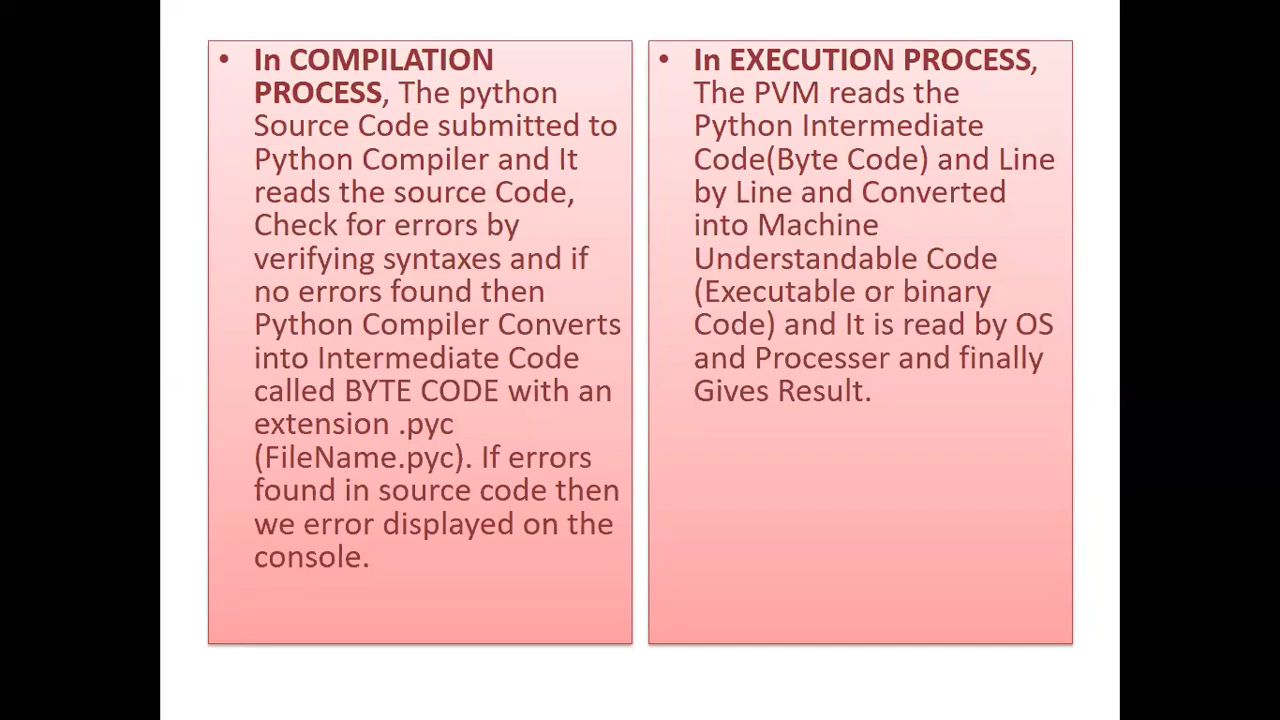 • In COMPILATION
PROCESS, The python
Source Code submitted to
Python Compiler and It
reads the source Code,
Check for errors by
verifying syntaxes and if
no errors found then
Python Compiler Converts
into Intermediate Code
called BYTE CODE with an
extension .pyc
(FileName.pyc). If errors
found in source code then
we error displayed on the
console.
• In EXECUTION PROCESS,
The PVM reads the
Python Intermediate
Code(Byte Code) and Line
by Line and Converted
into Machine
Understandable Code
(Executable or binary
Code) and It is read by OS
and Processer and finally
Gives Result.